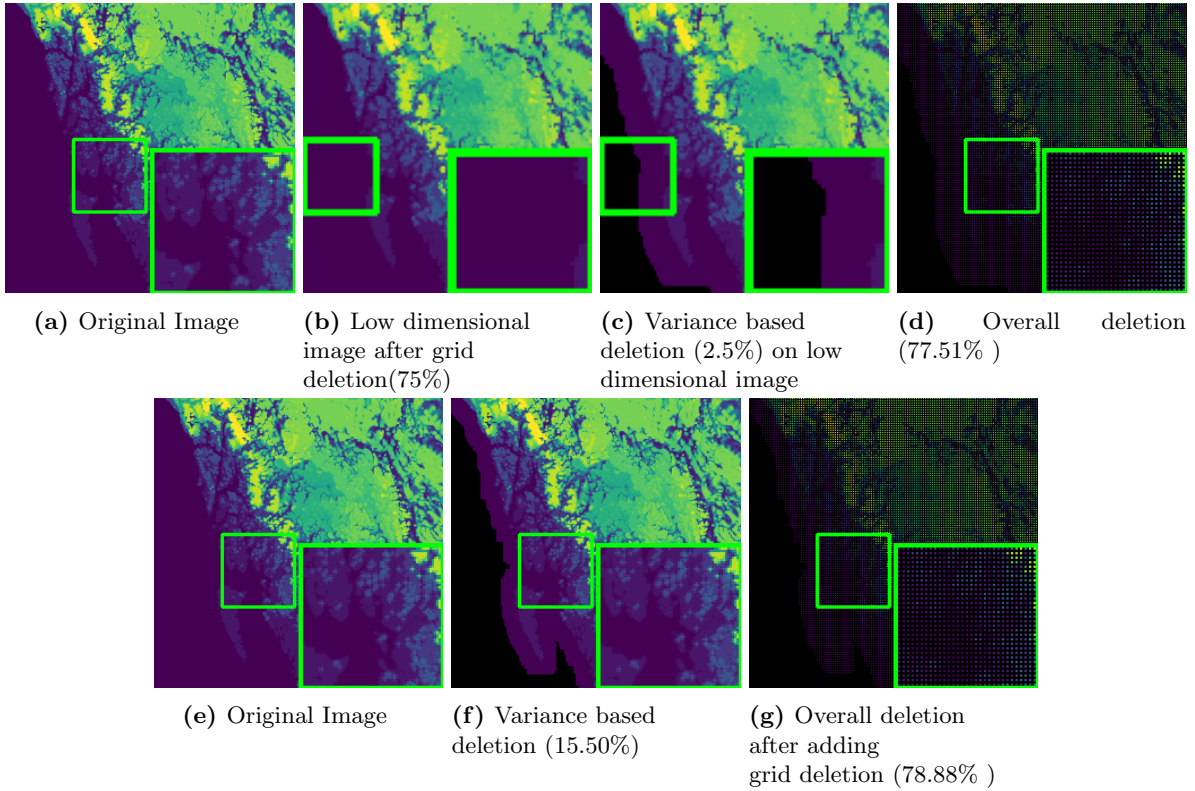 (a) Original Image
(b) Low dimensional
image after grid
deletion(75%)
(c) Variance based
deletion (2.5%) on low
dimensional image
(d) Overall deletion
(77.51% )
(e) Original Image
(f) Variance based
deletion (15.50%)
(g) Overall deletion
after adding
grid deletion (78.88% )